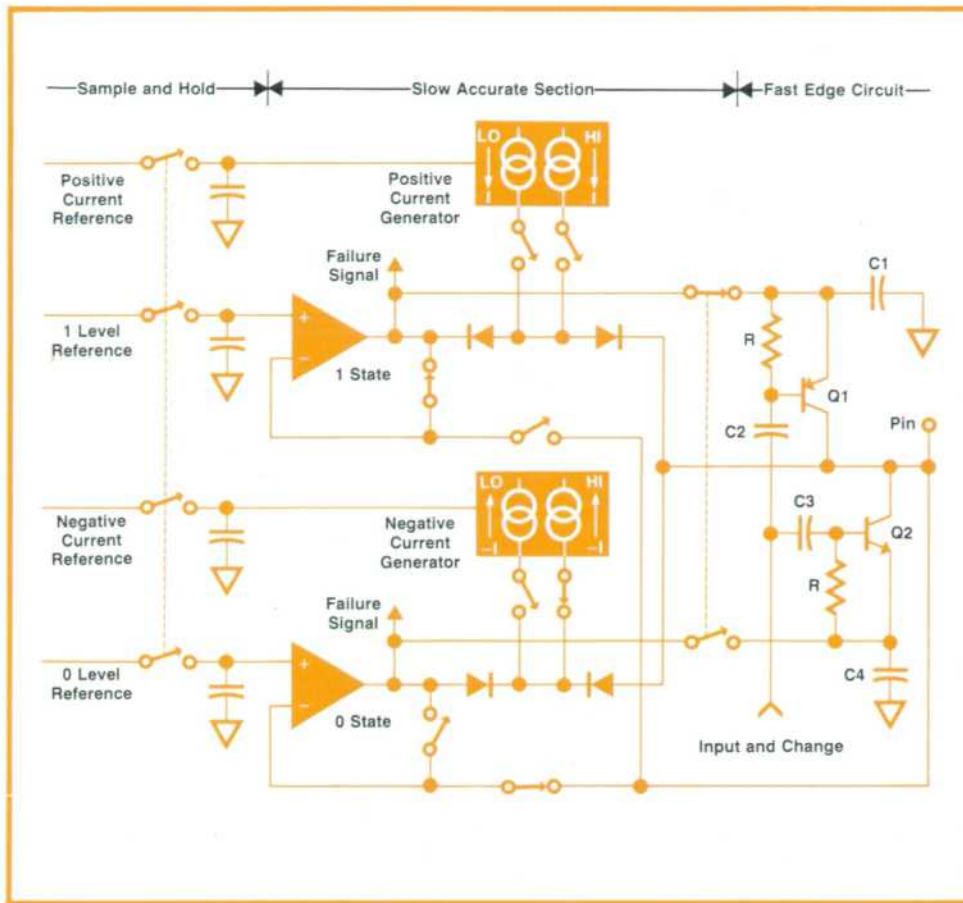 Sample and Hold
Slow Accurate Section
Fast Edge Circuit
LO
HI
I
I
Positive
Current
Reference
Positive
Current
Generator
Failure
Signal
C1
1 Level
Reference
+
−
1 State
R
Q1
C2
Pin
LO
HI
−I
−I
Negative
Current
Reference
Negative
Current
Generator
C3
Q2
Failure
Signal
R
0 Level
Reference
+
−
0 State
C4
Input and Change